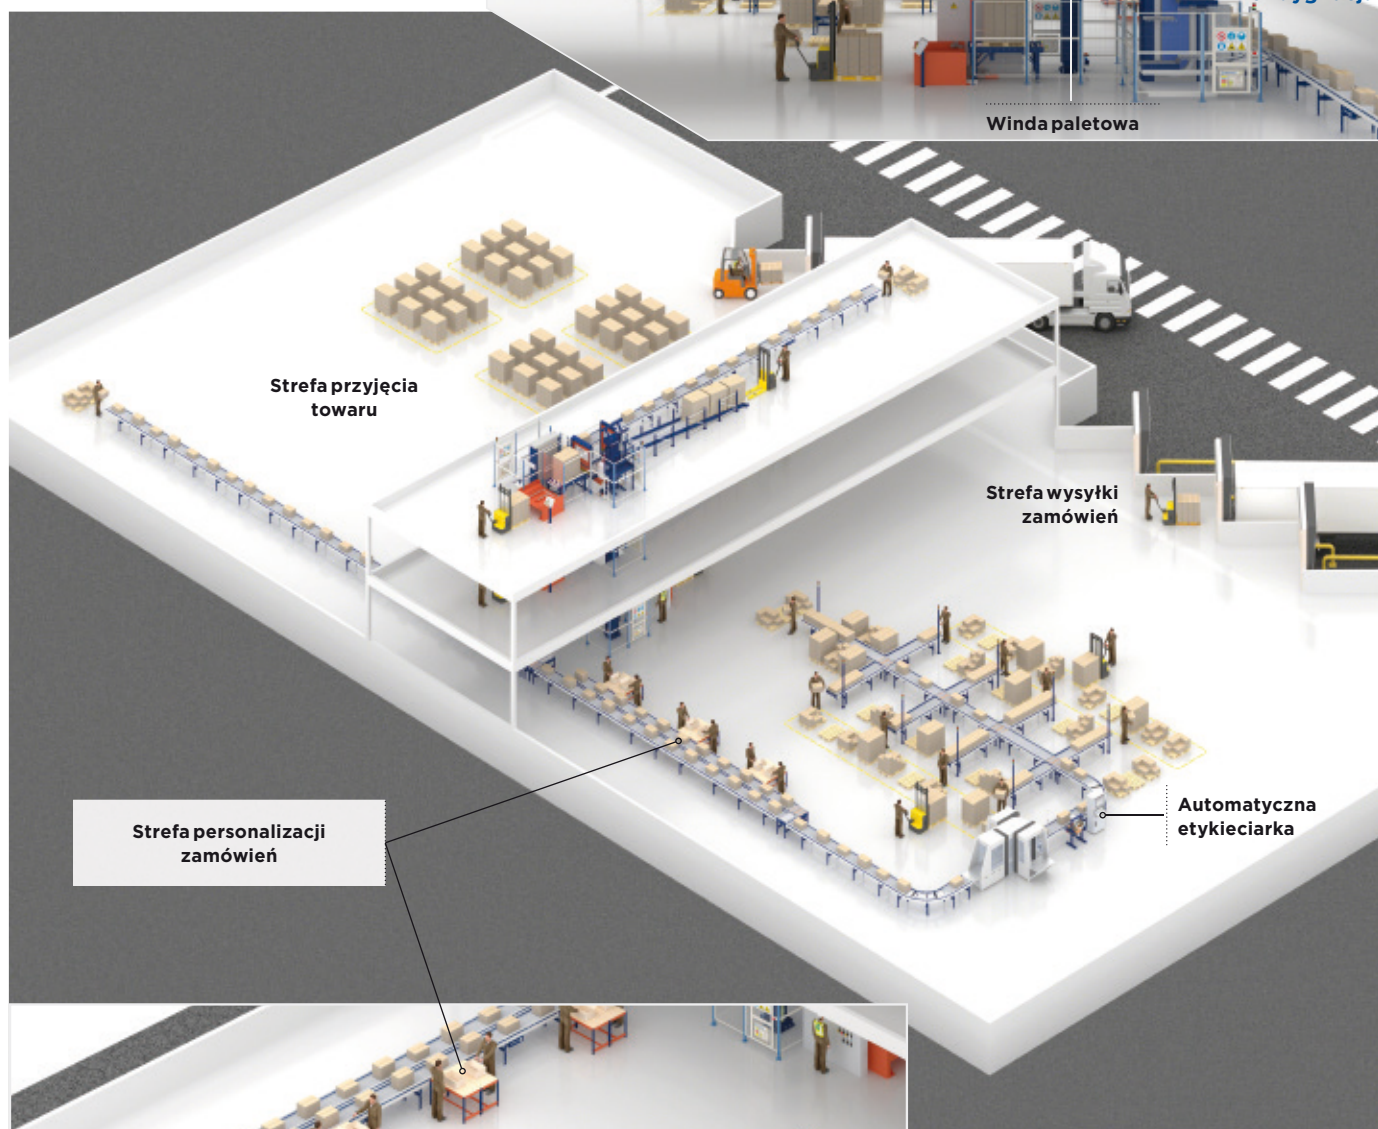 Winda paletowa
Strefa przyjęcia
towaru
Strefa wysyłki
zamówień
Strefa personalizacji
zamówień
Automatyczna
etykieciarka